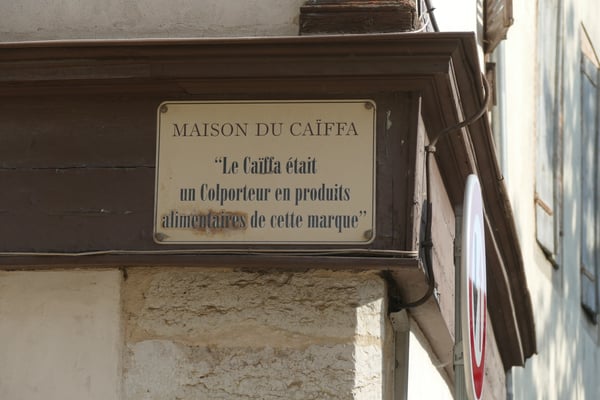 MAISON DU CAÏFFA
“Le Caïffa était
un Colporteur en produits
alimentaires de cette marque”